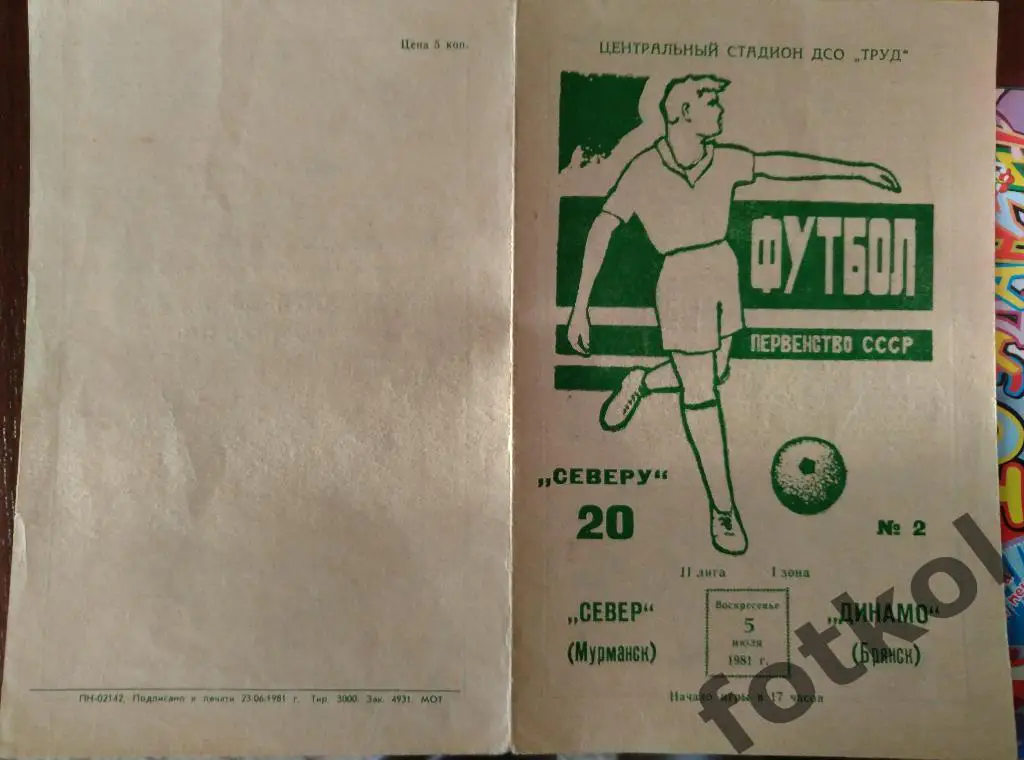 Цена 5 коп.
ПН-02142. Подписано к печати 23.06.1981 г. Тир. 3000. Зак. 4931. МОТ
ЦЕНТРАЛЬНЫЙ СТАДИОН ДСО „ТРУД"
ФУТБОЛ
ПЕРВЕНСТВО СССР
„СЕВЕРУ"
20
№ 2
II лига I зона
„СЕВЕР"
(Мурманск)
Воскресенье
5
июля
1981 г.
„ДИНАМО"
(Брянск)
Начало игры в 17 часов
fotkol